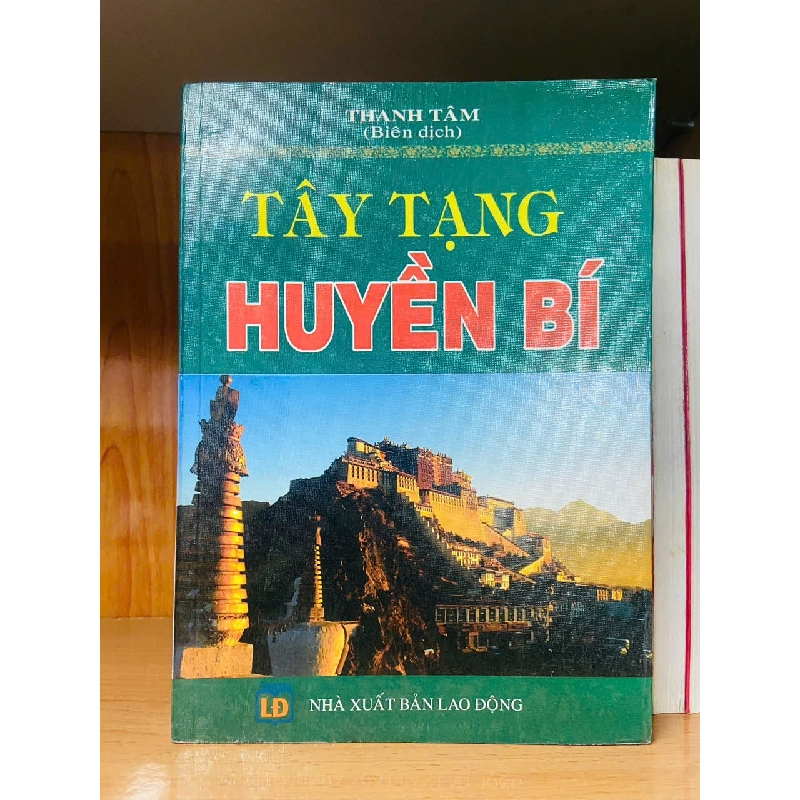 THANH TÂM
(Biên dịch)
TÂY TẠNG
HUYỀN BÍ
LĐ
NHÀ XUẤT BẢN LAO ĐỘNG